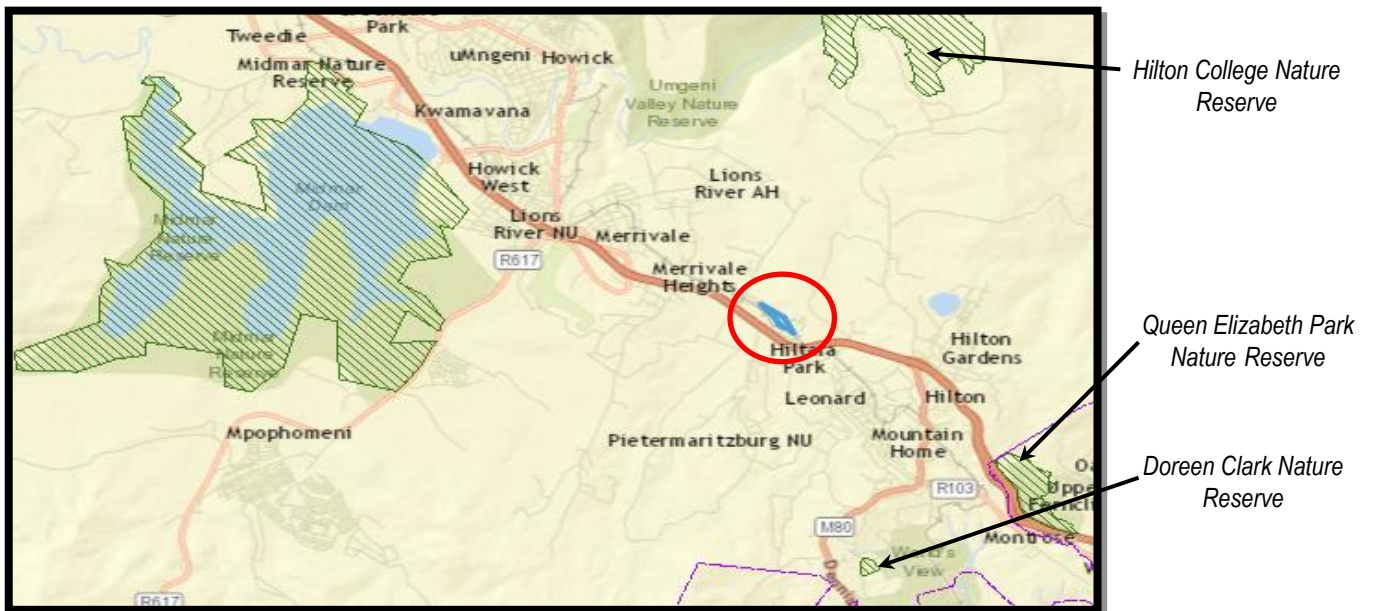 Park
Tweedie
uMngeni Howick
Midmar Nature
Reserve
Hilton College Nature
Reserve
Umgeni
Valley Nature
Reserve
Kwamavana
Howick
West
Lions
River AH
Midmar
Dam
Midmar
Nature
Reserve
Lions
River NU
Merrivale
R617
Merrivale
Heights
Hilton
Gardens
Queen Elizabeth Park
Nature Reserve
Midmar
Nature
Reserve
Park
Leonard
Hilton
Mpophomeni
Pietermaritzburg NU
Mountain
Home
R103
Doreen Clark Nature
Reserve
M80
Montrose
World's
View
R617